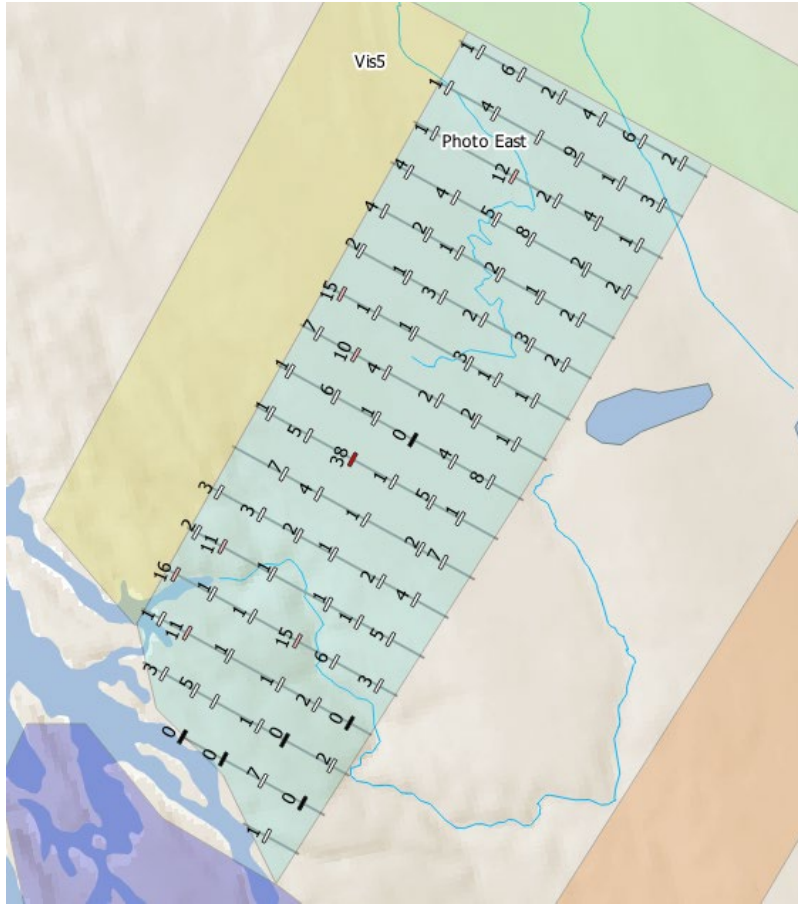 Vis5
Photo East
1 6 2 4 6 2
1 4 9 1 3
1 12 2 4 1
4 4 5 8 2 2
4 2 1 2 1 2
2 1 3 2 3 2
15 1 1 3 1 1
7 10 4 2 2 1
1 6 1 0 4 8
1 5 38 1 5 1
7 4 1 2 7
3 3 2 1 2 4
2 11 1 1 1 5
16 1 1 15 6 3
1 11 1 1 2 0
3 5 1 0 2
0 0 7 0
1